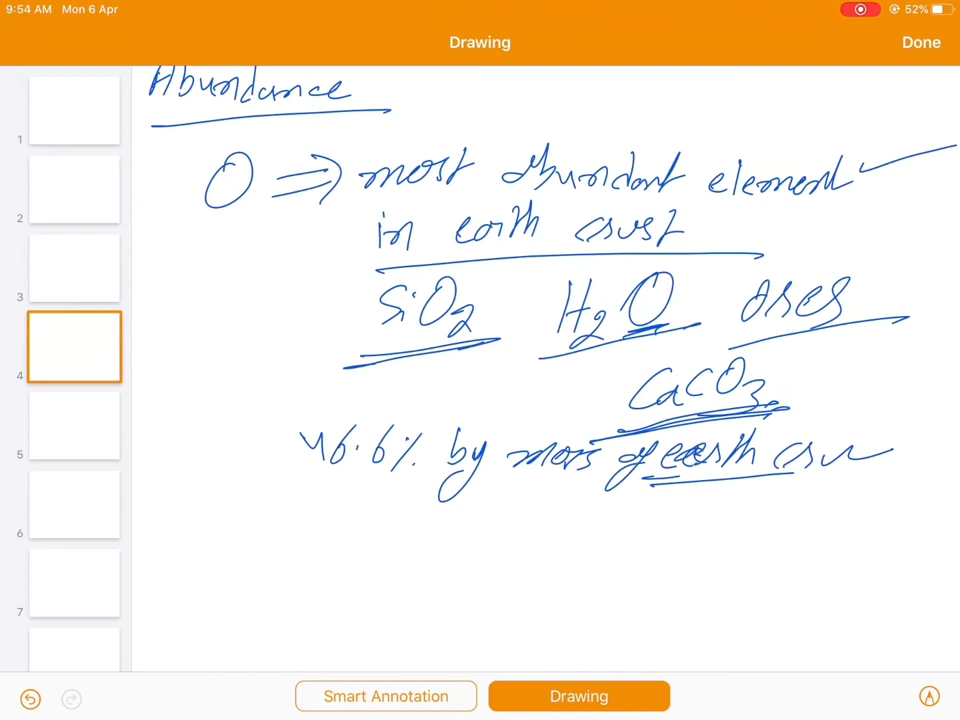 9:54 AM Mon 6 Apr
52%
Drawing
Done
Abundance
O ⇒ most abundant element
in earth crust
SiO2 H2O ores
CaCO3
46.6% by mass of earth cru
1
2
3
4
5
6
7
Smart Annotation
Drawing